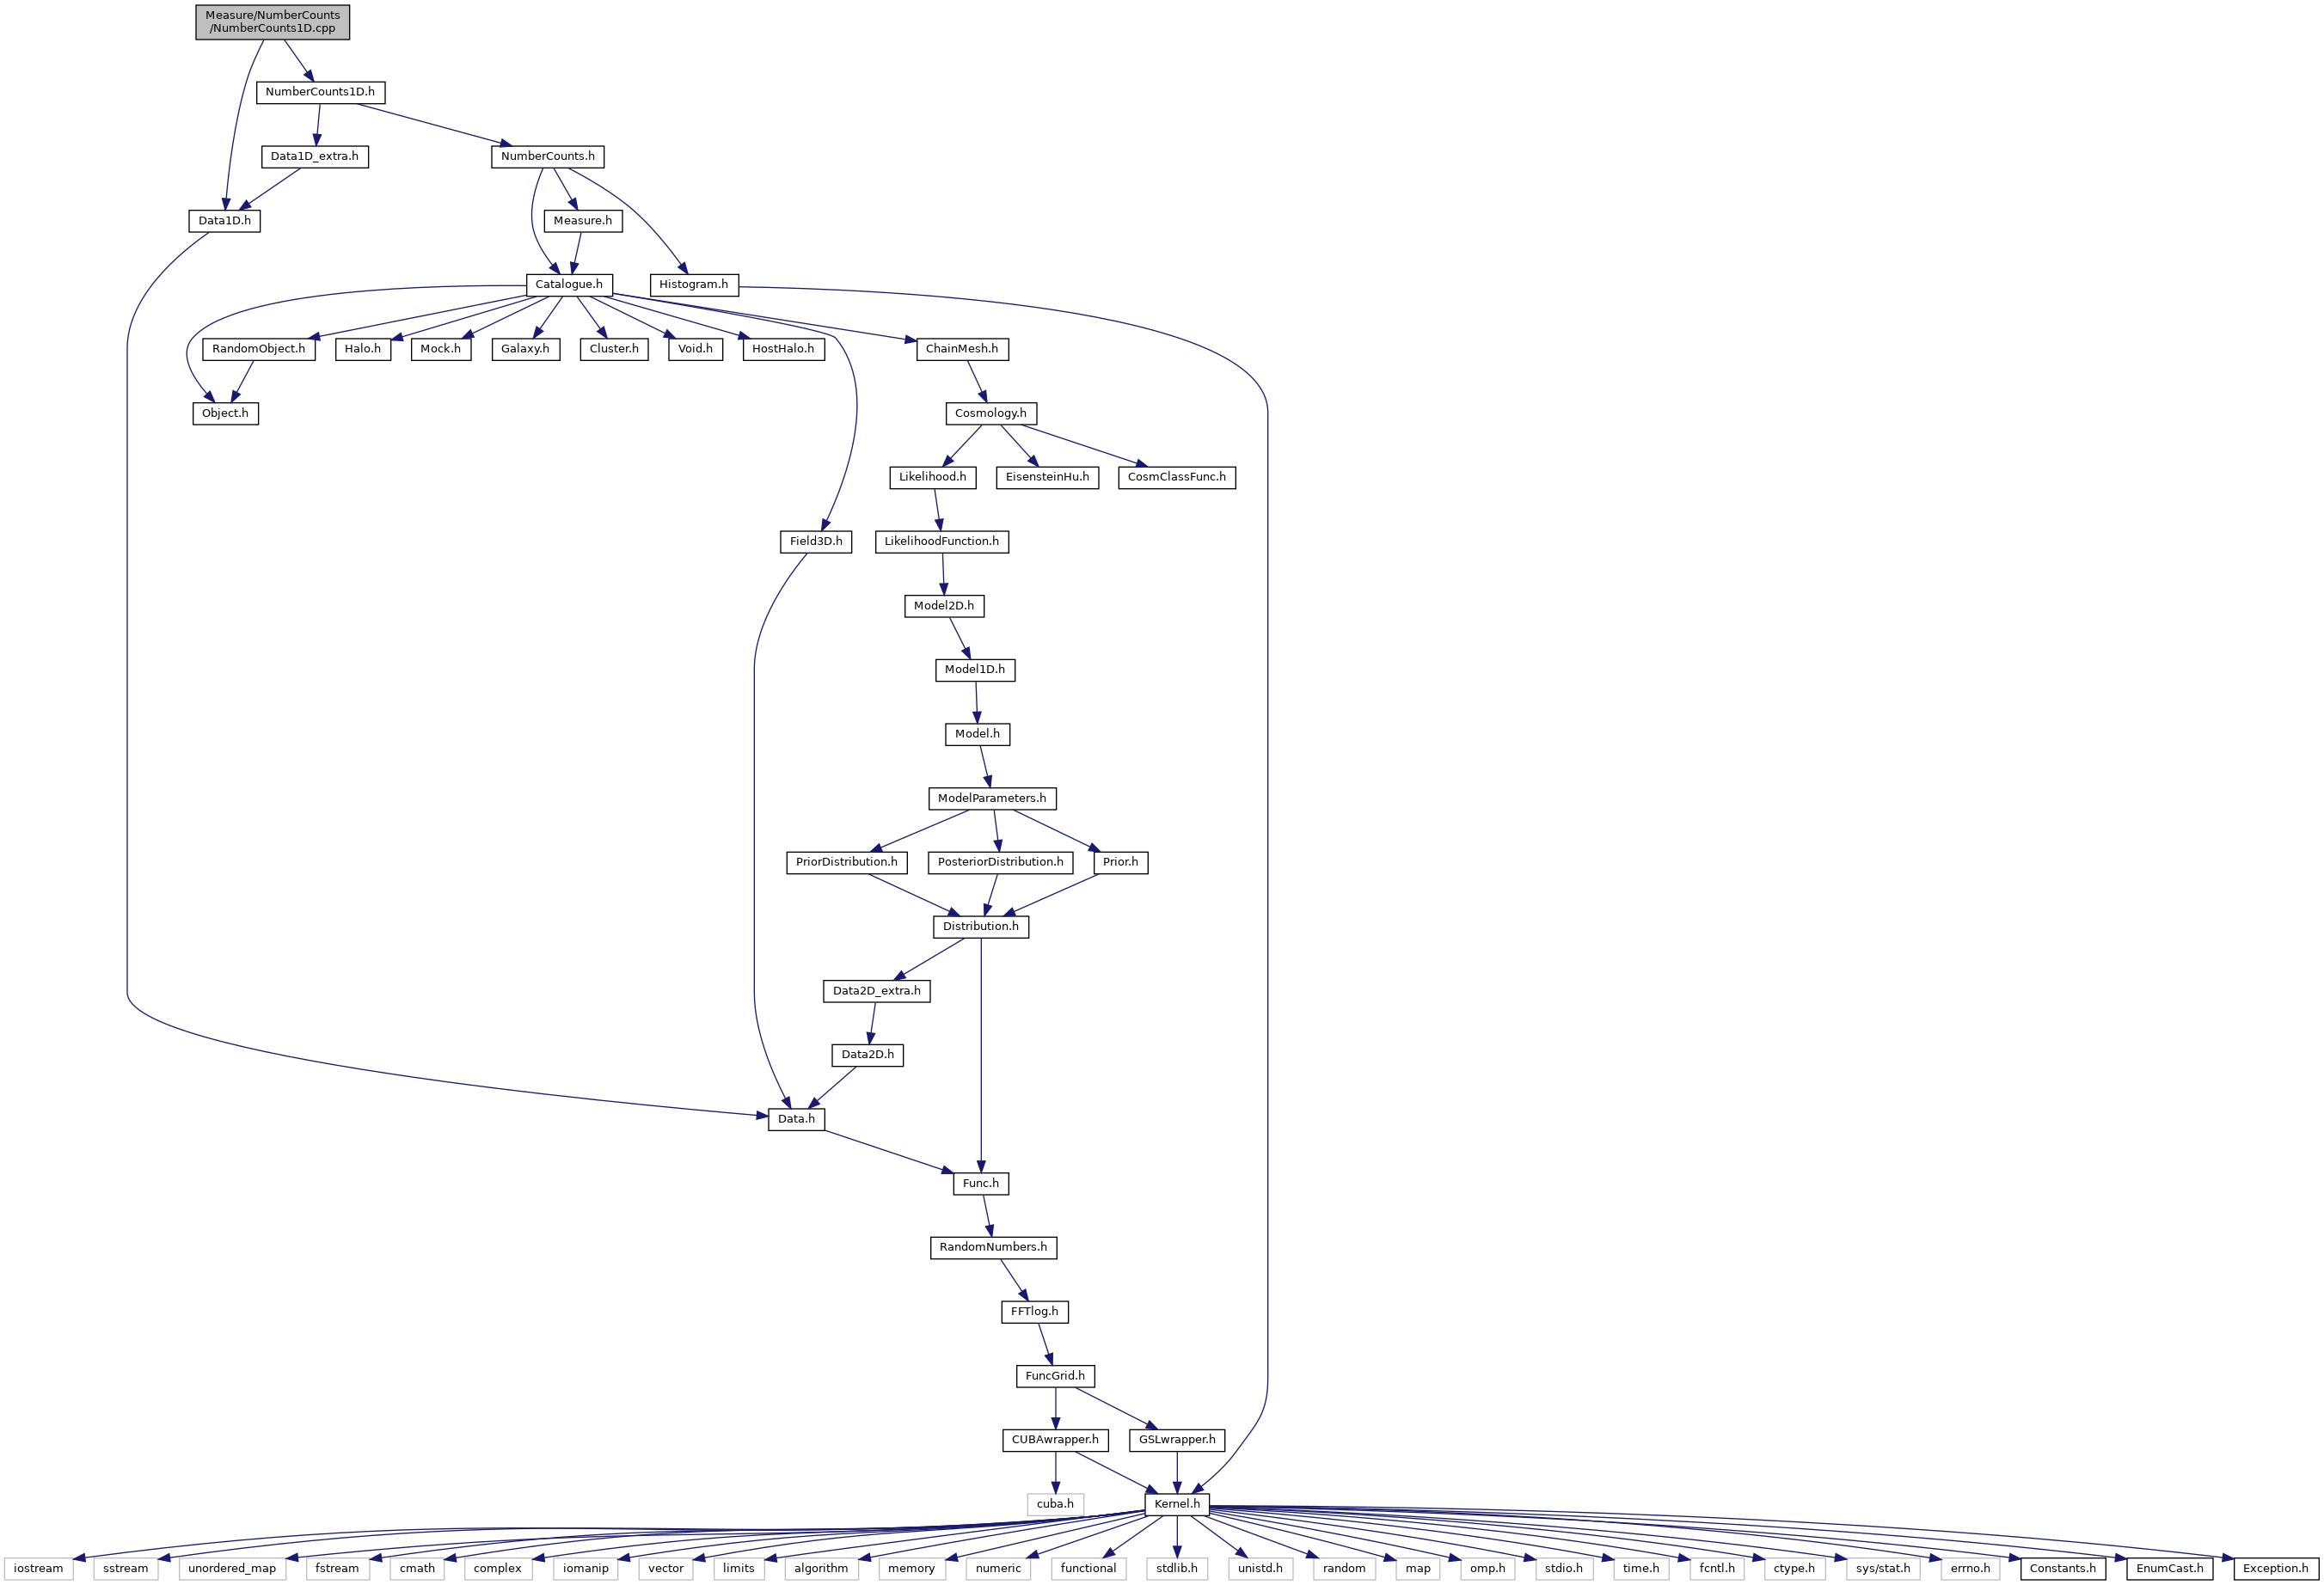 Measure/NumberCounts
/NumberCounts1D.cpp
NumberCounts1D.h
Data1D_extra.h
NumberCounts.h
Data1D.h
Measure.h
Catalogue.h
Histogram.h
RandomObject.h
Halo.h
Mock.h
Galaxy.h
Cluster.h
Void.h
HostHalo.h
ChainMesh.h
Object.h
Cosmology.h
Likelihood.h
EisensteinHu.h
CosmClassFunc.h
Field3D.h
LikelihoodFunction.h
Model2D.h
Model1D.h
Model.h
ModelParameters.h
PriorDistribution.h
PosteriorDistribution.h
Prior.h
Distribution.h
Data2D_extra.h
Data2D.h
Data.h
Func.h
RandomNumbers.h
FFTlog.h
FuncGrid.h
CUBAwrapper.h
GSLwrapper.h
cuba.h
Kernel.h
iostream
sstream
unordered_map
fstream
cmath
complex
iomanip
vector
limits
algorithm
memory
numeric
functional
stdlib.h
unistd.h
random
map
omp.h
stdio.h
time.h
fcntl.h
ctype.h
sys/stat.h
errno.h
Constants.h
EnumCast.h
Exception.h